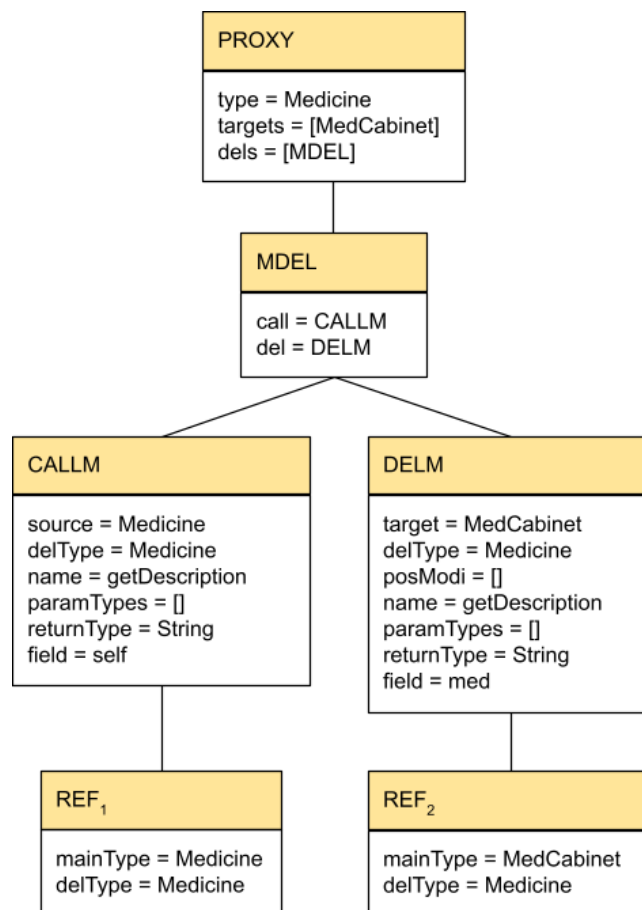 PROXY
type = Medicine
targets = [MedCabinet]
dels = [MDEL]
MDEL
call = CALLM
del = DELM
CALLM
source = Medicine
delType = Medicine
name = getDescription
paramTypes = []
returnType = String
field = self
DELM
target = MedCabinet
delType = Medicine
posModi = []
name = getDescription
paramTypes = []
returnType = String
field = med
REF₁
mainType = Medicine
delType = Medicine
REF₂
mainType = MedCabinet
delType = Medicine